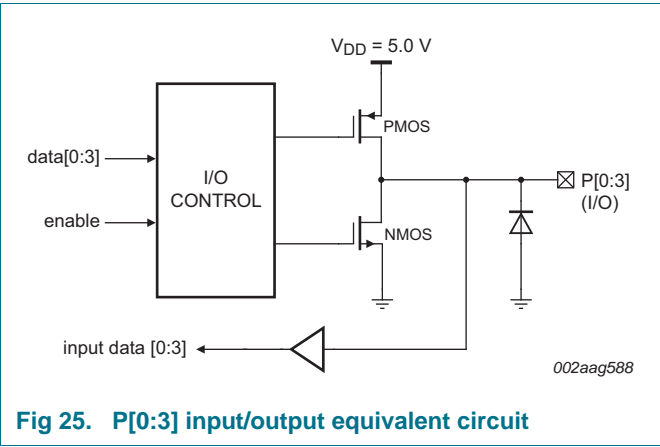 VDD = 5.0 V
PMOS
data[0:3]
I/O
CONTROL
P[0:3]
(I/O)
enable
NMOS
input data [0:3]
002aag588
Fig 25. P[0:3] input/output equivalent circuit